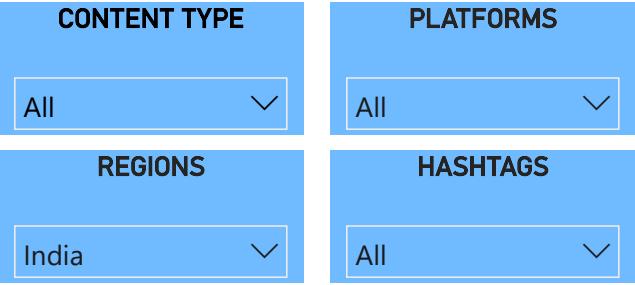 CONTENT TYPE
All
PLATFORMS
All
REGIONS
India
HASHTAGS
All